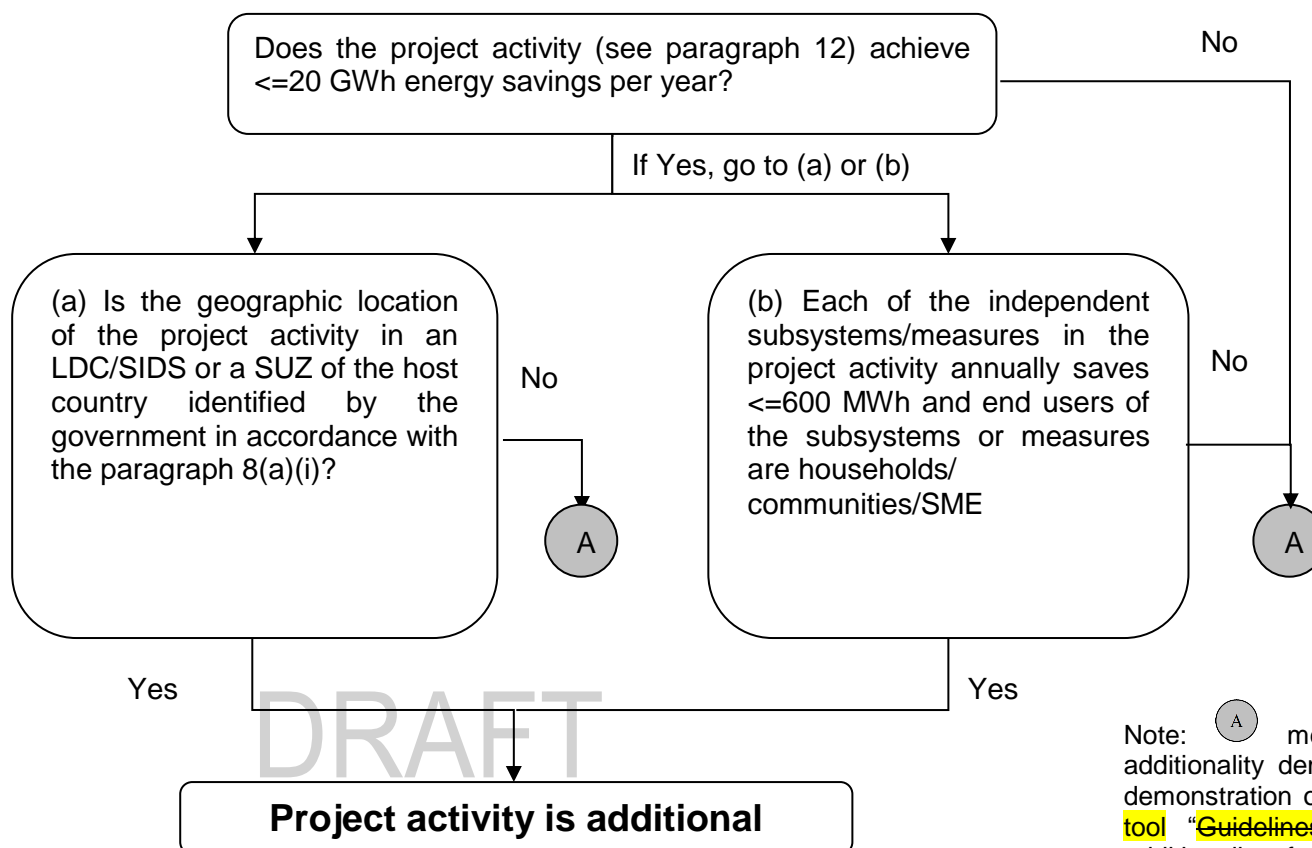 Does the project activity (see paragraph 12) achieve
<=20 GWh energy savings per year?
No
If Yes, go to (a) or (b)
(a) Is the geographic location
of the project activity in an
LDC/SIDS or a SUZ of the host
country identified by the
government in accordance with
the paragraph 8(a)(i)?
No
A
(b) Each of the independent
subsystems/measures in the
project activity annually saves
<=600 MWh and end users of
the subsystems or measures
are households/
communities/SME
No
A
Yes
Yes
DRAFT
Project activity is additional
Note: A
additionality
demonstration
tool "Guidelines